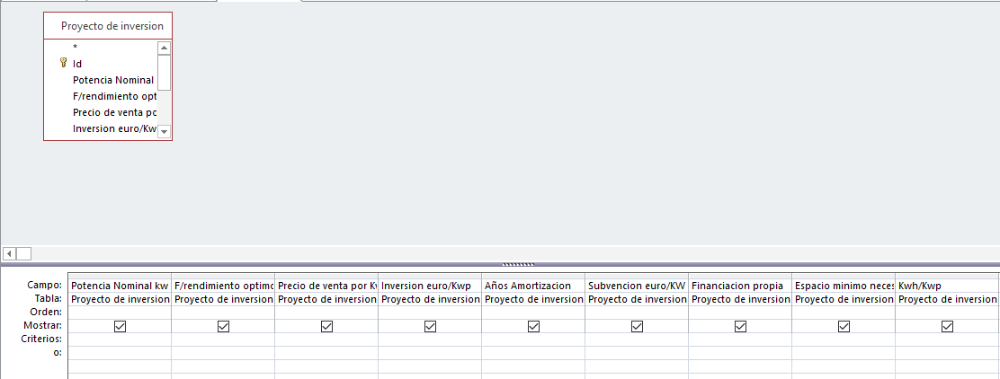 Proyecto de inversion
*
Id
Potencia Nominal
F/rendimiento opt
Precio de venta po
Inversion euro/Kw
Campo: Potencia Nominal kw F/rendimiento optimo Precio de venta por Kw Inversion euro/Kwp Años Amortizacion Subvencion euro/KW Financiacion propia Espacio minimo neces Kwh/Kwp
Tabla: Proyecto de inversion Proyecto de inversion Proyecto de inversion Proyecto de inversion Proyecto de inversion Proyecto de inversion Proyecto de inversion Proyecto de inversion Proyecto de inversion
Orden:
Mostrar:
Criterios:
o: